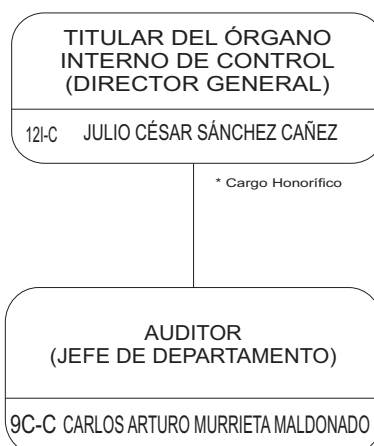 TITULAR DEL ÓRGANO
INTERNO DE CONTROL
(DIRECTOR GENERAL)
12I-C JULIO CÉSAR SÁNCHEZ CAÑEZ
* Cargo Honorífico
AUDITOR
(JEFE DE DEPARTAMENTO)
9C-C CARLOS ARTURO MURRIETA MALDONADO